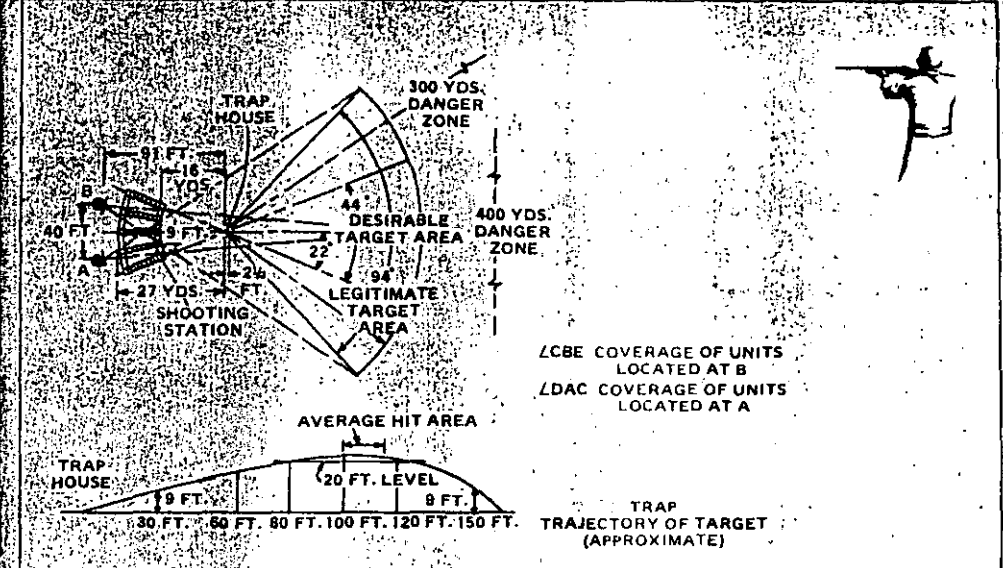 300 YDS.
DANGER
ZONE
TRAP
HOUSE
91 FT.
16
YDS.
B
40 FT
9 FT.
A
27 YDS.
SHOOTING
STATION
44
DESIRABLE
TARGET AREA
22
94
FT
LEGITIMATE
TARGET
AREA
400 YDS.
DANGER
ZONE
∠CBE COVERAGE OF UNITS
LOCATED AT B
∠DAC COVERAGE OF UNITS
LOCATED AT A
AVERAGE HIT AREA
TRAP
HOUSE
20 FT. LEVEL
9 FT.
9 FT.
30 FT. 60 FT. 80 FT. 100 FT. 120 FT. 150 FT.
TRAP
TRAJECTORY OF TARGET
(APPROXIMATE)